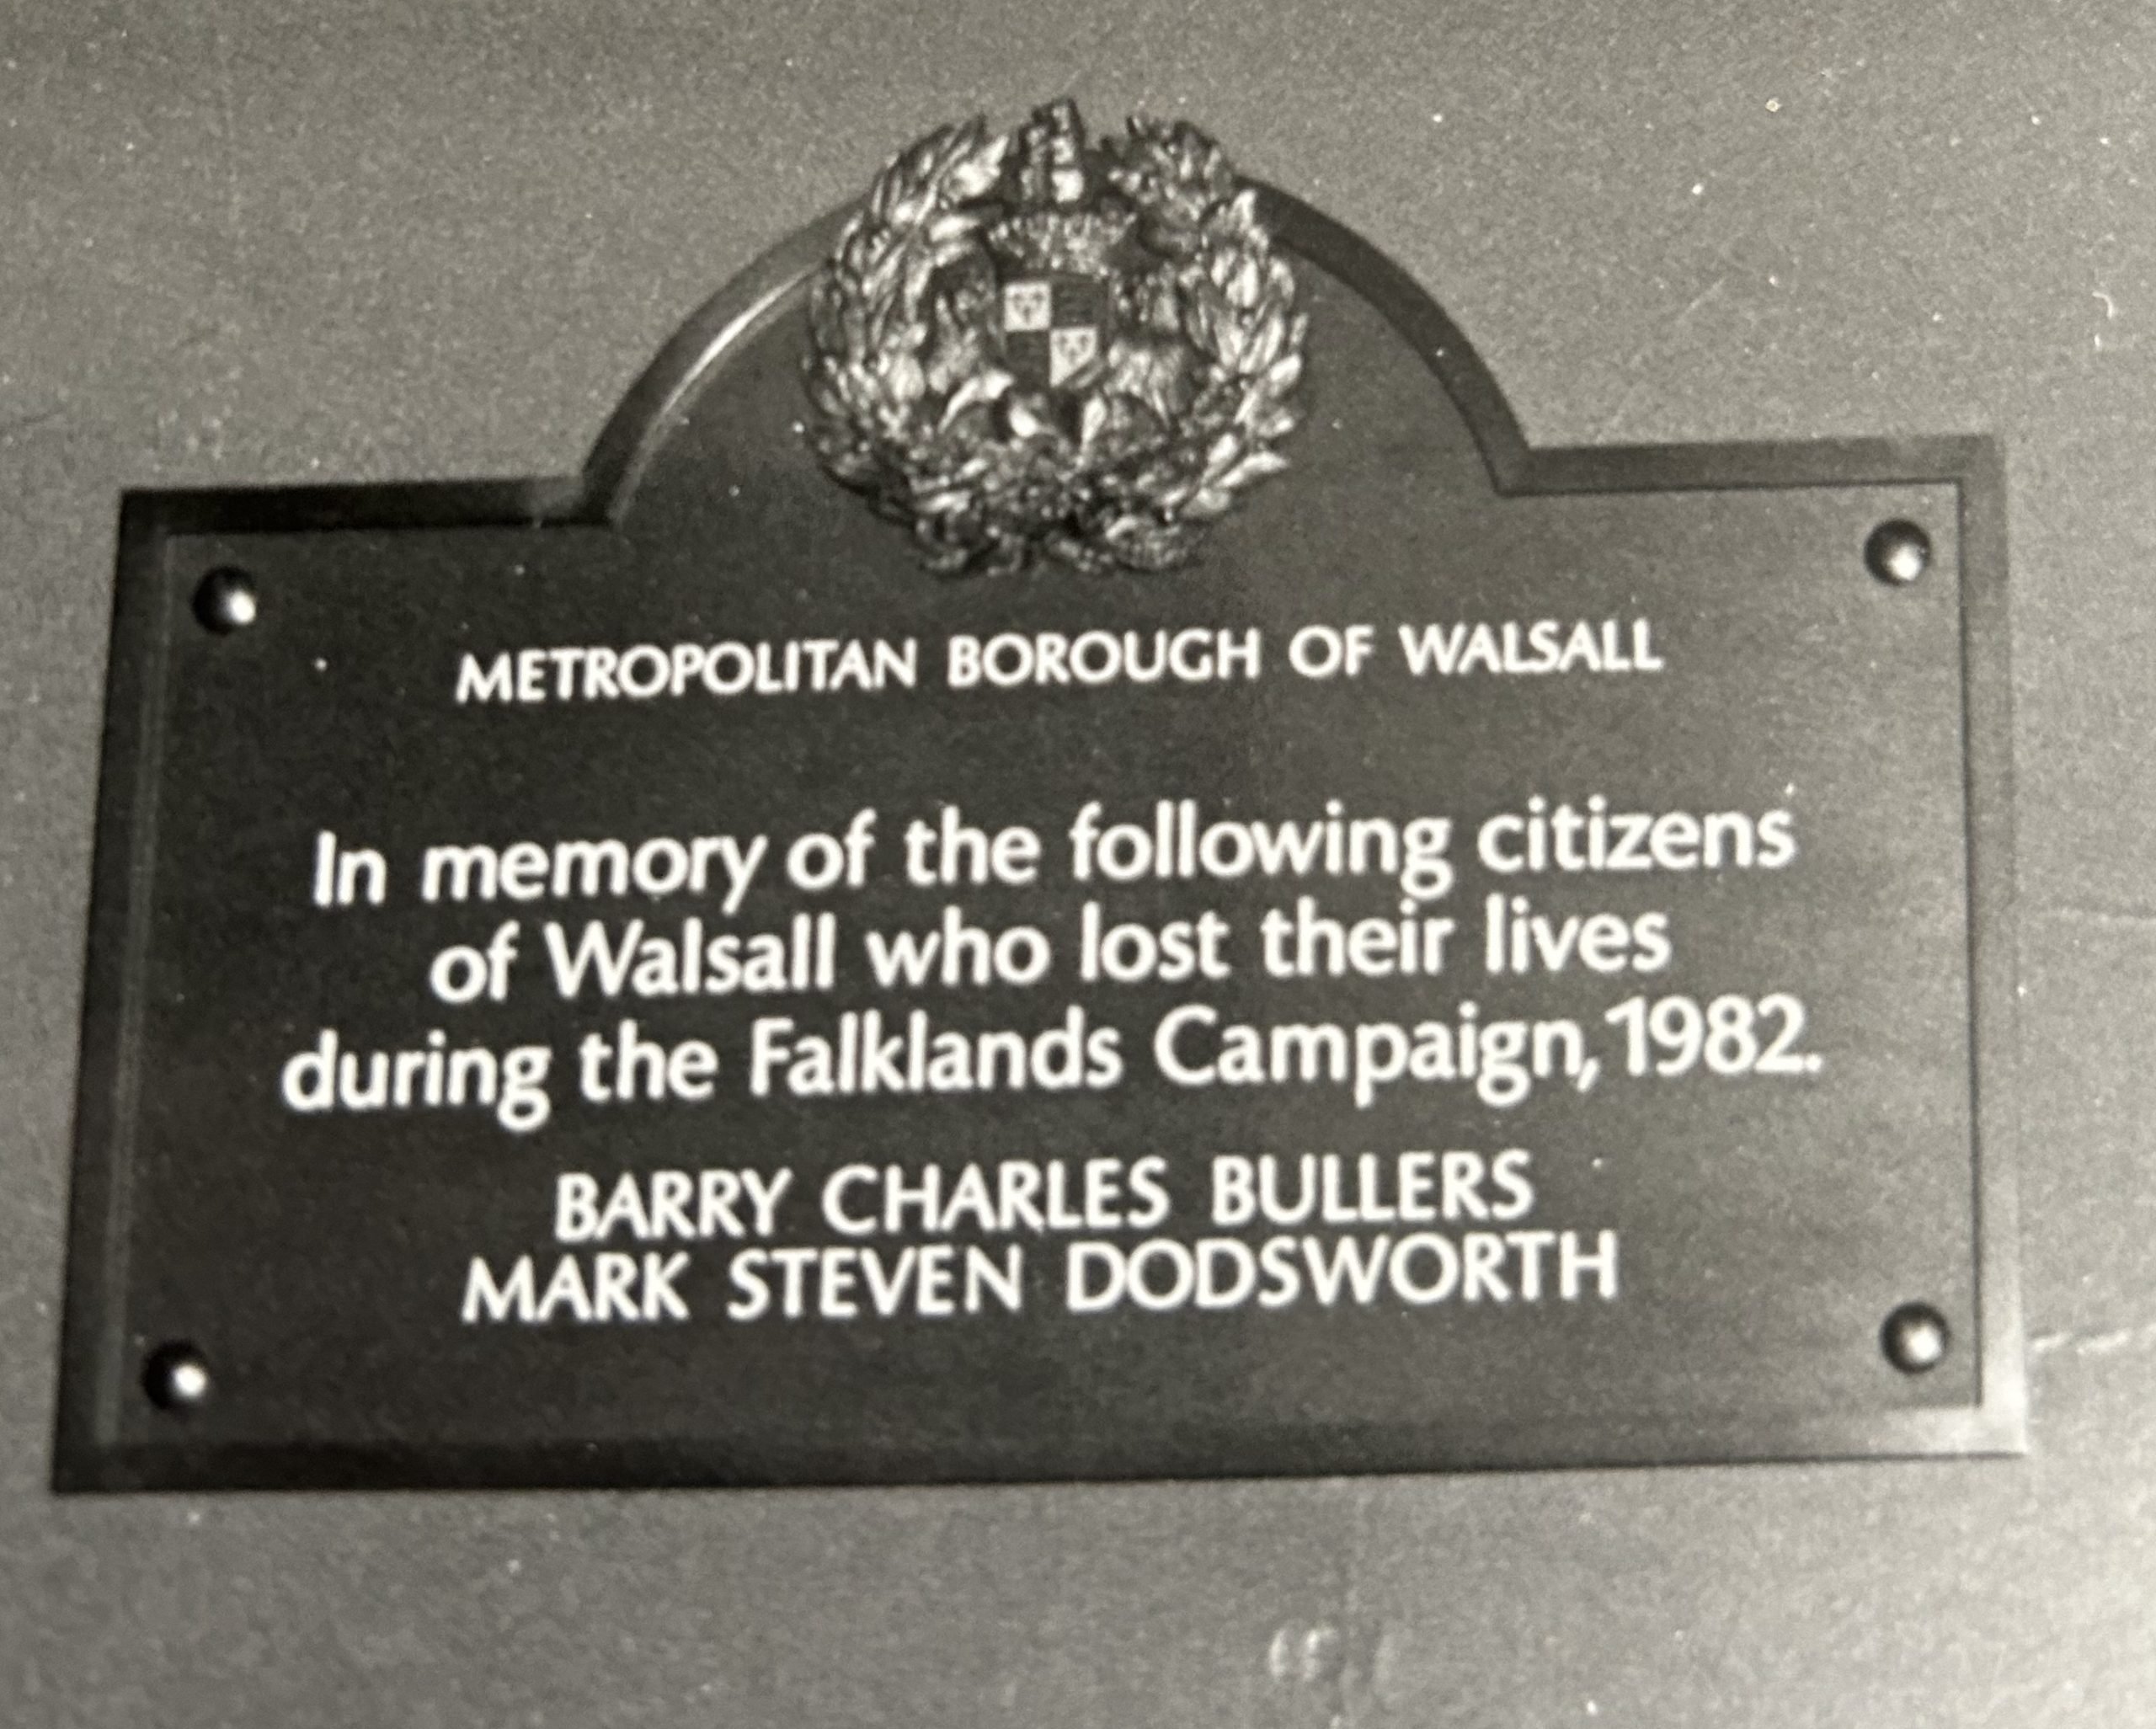 METROPOLITAN BOROUGH OF WALSALL
In memory of the following citizens
of Walsall who lost their lives
during the Falklands Campaign, 1982.
BARRY CHARLES BULLERS
MARK STEVEN DODSWORTH